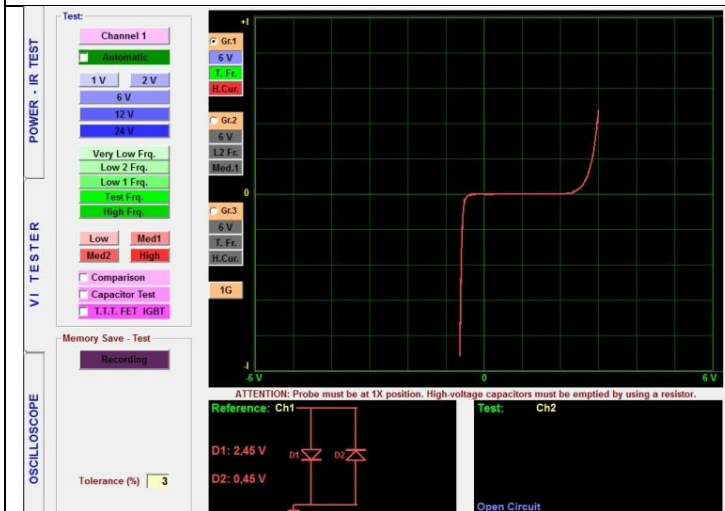 POWER - IR TEST
VI TESTER
OSCILLOSCOPE
Test:
Channel 1
Automatic
1 V 2 V
6 V
12 V
24 V
Very Low Frq.
Low 2 Frq.
Low 1 Frq.
Test Frq.
High Frq.
Low Med1
Med2 High
Comparison
Capacitor Test
T.T.T. FET IGBT
Memory Save - Test
Recording
Tolerance (%) 3
Gr.1
6 V
T. Fr.
H.Cur.
Gr.2
6 V
L2 Fr.
Med.1
Gr.3
6 V
T. Fr.
H.Cur.
1G
+I
0
-I
-6 V 0 6 V
ATTENTION: Probe must be at 1X position. High-voltage capacitors must be emptied by using a resistor.
Reference: Ch1
D1: 2,45 V
D2: 0,45 V
D1 D2
Test: Ch2
Open Circuit